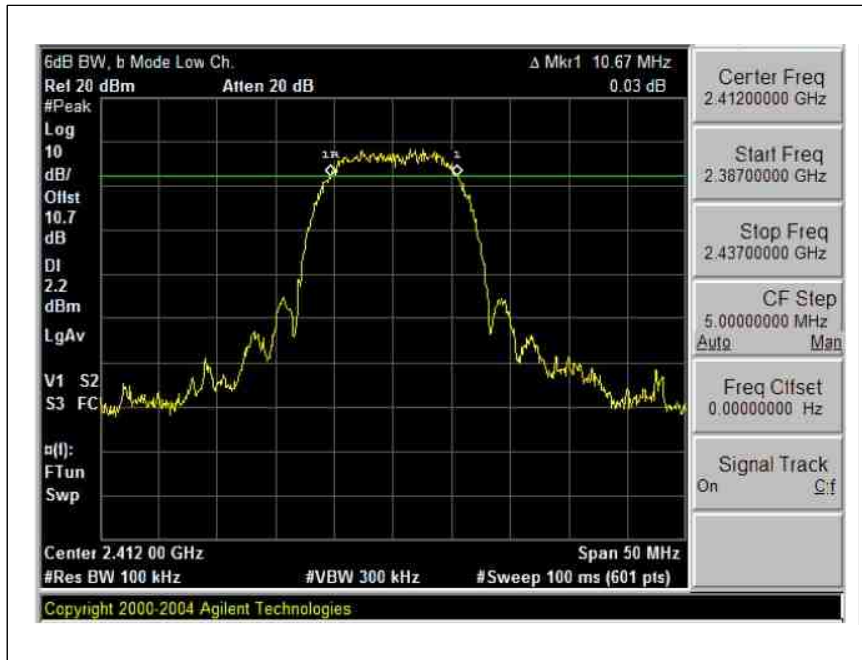 6dB BW, b Mode Low Ch.
Δ Mkr1 10.67 MHz
Ref 20 dBm
Atten 20 dB
0.03 dB
#Peak
Log
10
dB/
Offst
10.7
dB
DI
2.2
dBm
LgAv
V1 S2
S3 FC
¤(f):
FTun
Swp
1R
1
Center 2.412 00 GHz
Span 50 MHz
#Res BW 100 kHz
#VBW 300 kHz
#Sweep 100 ms (601 pts)
Copyright 2000-2004 Agilent Technologies
Center Freq
2.41200000 GHz
Start Freq
2.38700000 GHz
Stop Freq
2.43700000 GHz
CF Step
5.00000000 MHz
Auto Man
Freq Offset
0.00000000 Hz
Signal Track
On Off